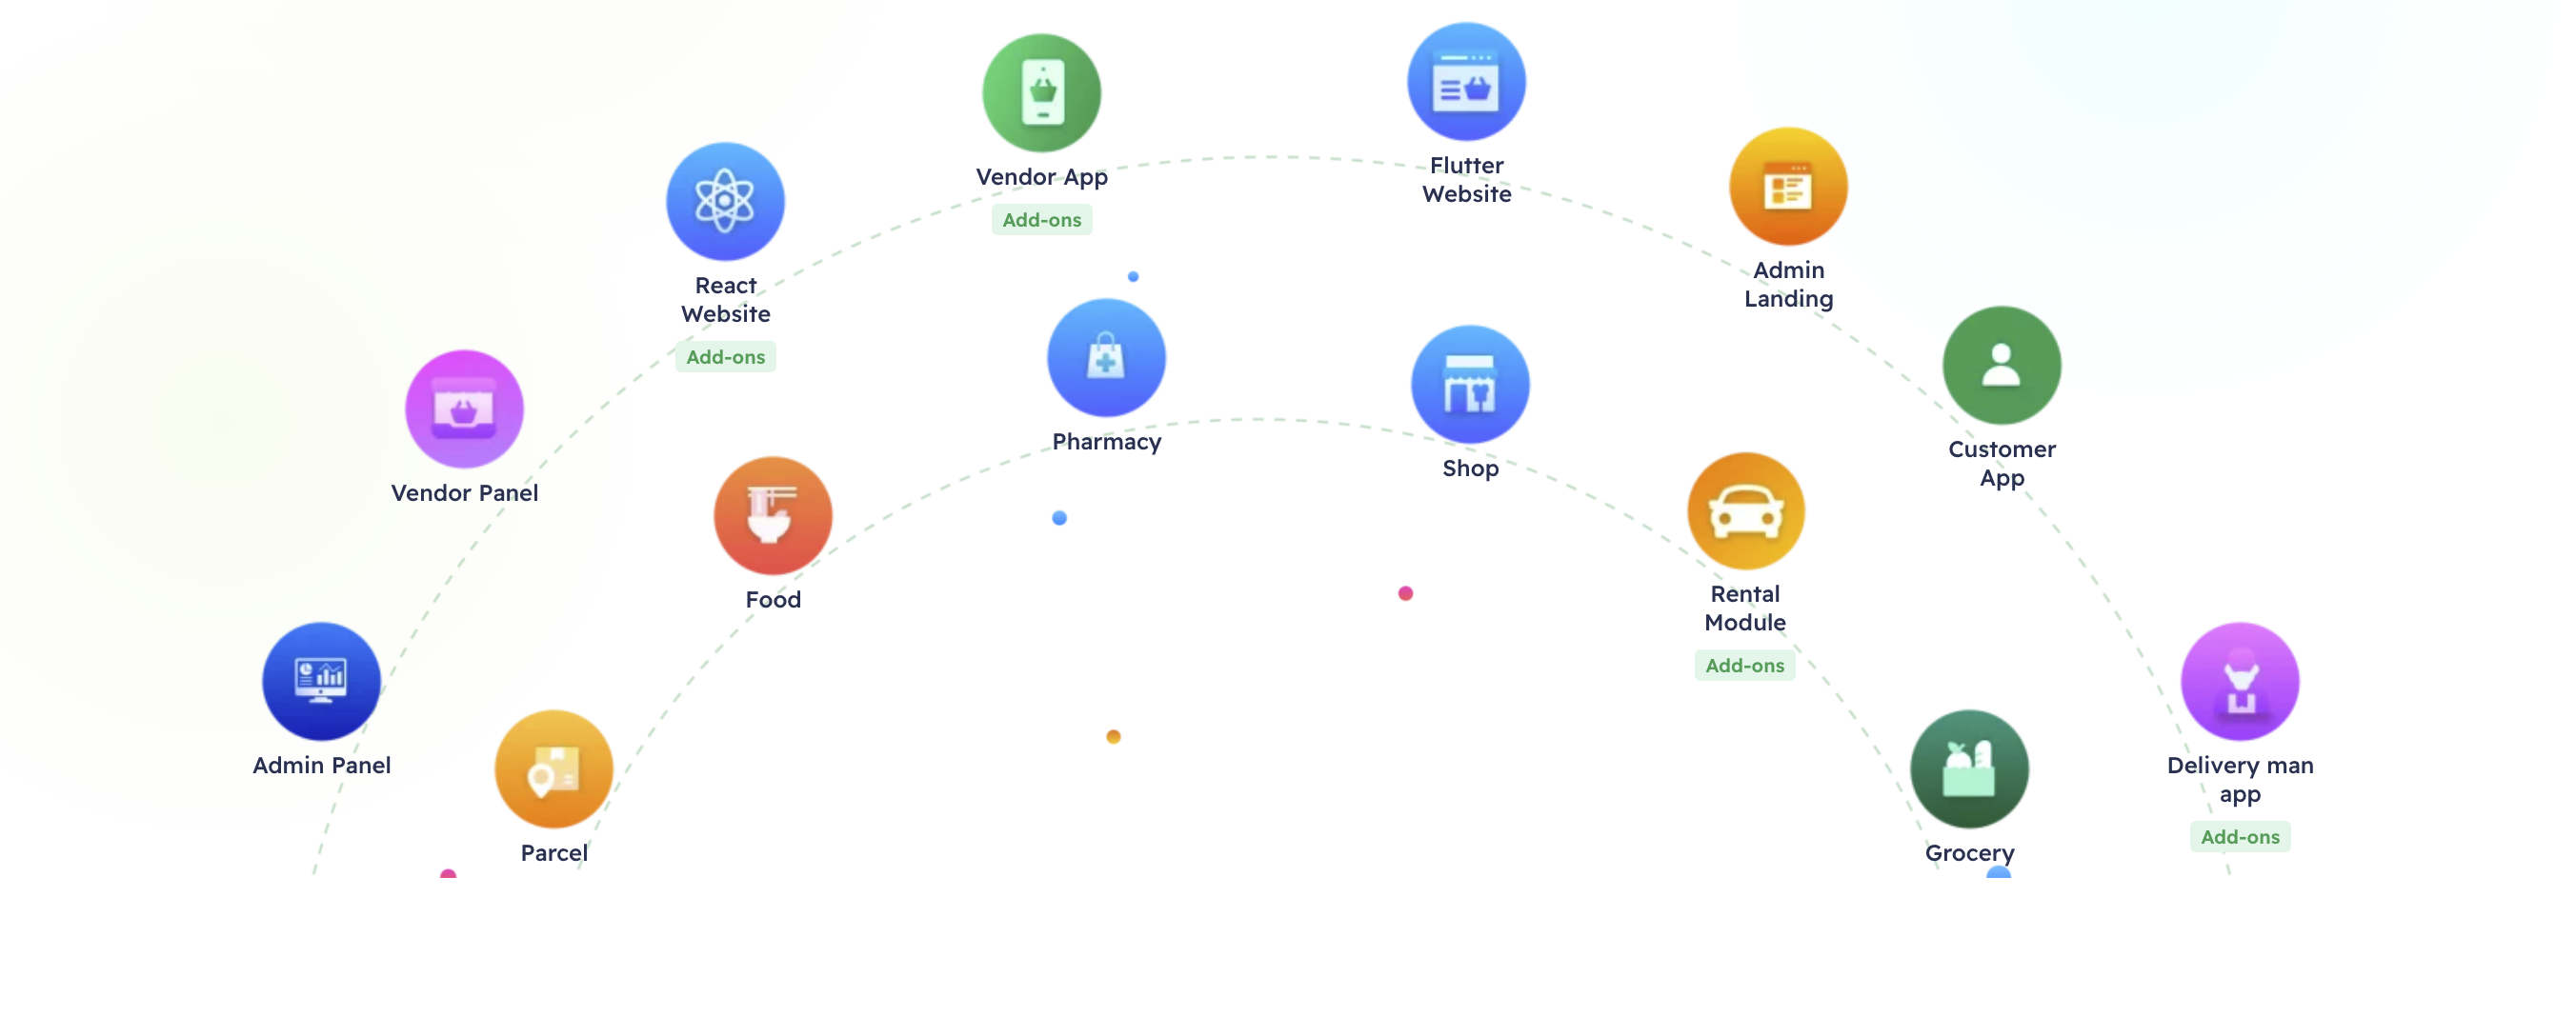 Vendor App
Add-ons
Flutter
Website
React
Website
Add-ons
Admin
Landing
Vendor Panel
Pharmacy
Shop
Customer
App
Food
Rental
Module
Add-ons
Admin Panel
Parcel
Grocery
Delivery man
app
Add-ons